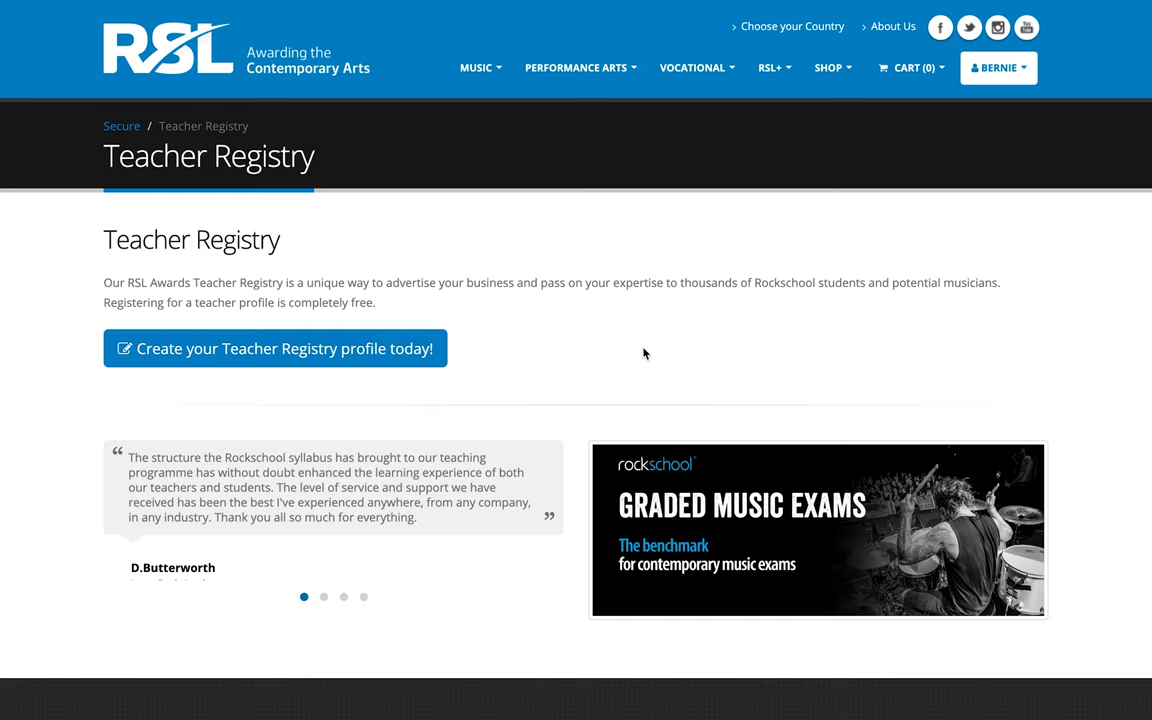 RSL
Awarding the
Contemporary Arts
Choose your Country
About Us
MUSIC
PERFORMANCE ARTS
VOCATIONAL
RSL+
SHOP
CART (0)
BERNIE
Secure / Teacher Registry
Teacher Registry
Teacher Registry
Our RSL Awards Teacher Registry is a unique way to advertise your business and pass on your expertise to thousands of Rockschool students and potential musicians.
Registering for a teacher profile is completely free.
Create your Teacher Registry profile today!
“ The structure the Rockschool syllabus has brought to our teaching
programme has without doubt enhanced the learning experience of both
our teachers and students. The level of service and support we have
received has been the best I've experienced anywhere, from any company,
in any industry. Thank you all so much for everything. ”
D.Butterworth
rockschool
GRADED MUSIC EXAMS
The benchmark
for contemporary music exams